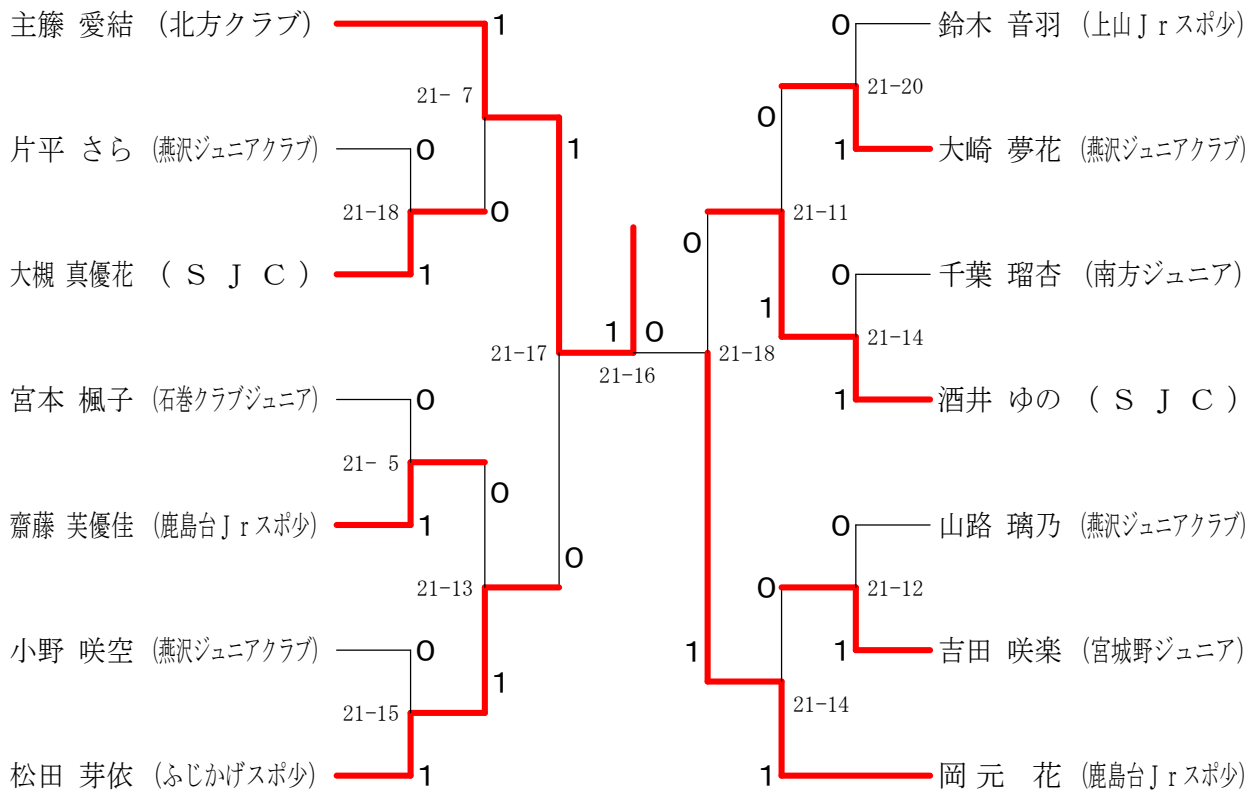 主籐 愛結 (北方クラブ)
1
21- 7
片平 さら (燕沢ジュニアクラブ)
0
1
21-18
0
大槻 真優花 (ＳＪＣ)
1
21-17
宮本 楓子 (石巻クラブジュニア)
0
21- 5
0
齋藤 芙優佳 (鹿島台Ｊｒスポ少)
1
0
21-13
小野 咲空 (燕沢ジュニアクラブ)
0
1
21-15
松田 芽依 (ふじかげスポ少)
1
1 0
21-16
0
鈴木 音羽 (上山Ｊｒスポ少)
21-20
0
1
大崎 夢花 (燕沢ジュニアクラブ)
21-11
0
0
千葉 瑠杏 (南方ジュニア)
1
21-14
21-18
1
酒井 ゆの (ＳＪＣ)
0
山路 璃乃 (燕沢ジュニアクラブ)
0
21-12
1
1
吉田 咲楽 (宮城野ジュニア)
21-14
1
岡元 花 (鹿島台Ｊｒスポ少)